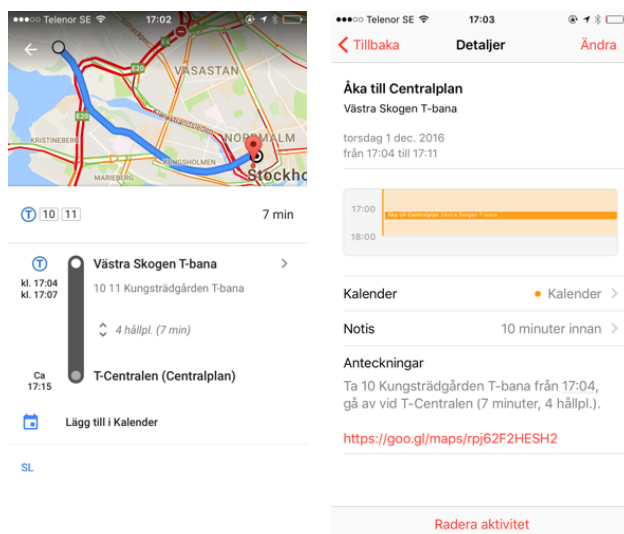 Telenor SE 17:02
VASASTAN
E20
Klarastrandsleden
E20
KRISTINEBERG
NORRMALM
KUNGSHOLMEN
MARIEBERG
Stockho
T 10 11 7 min
T
kl. 17:04
kl. 17:07
Västra Skogen T-bana
10 11 Kungsträdgården T-bana
4 hållpl. (7 min)
Ca
17:15
T-Centralen (Centralplan)
Lägg till i Kalender
SL
Telenor SE 17:03
Tillbaka Detaljer Ändra
Åka till Centralplan
Västra Skogen T-bana
torsdag 1 dec. 2016
från 17:04 till 17:11
17:00
Åka till Centralplan Västra Skogen T-bana
18:00
Kalender Kalender
Notis 10 minuter innan
Anteckningar
Ta 10 Kungsträdgården T-bana från 17:04,
gå av vid T-Centralen (7 minuter, 4 hållpl.).
https://goo.gl/maps/rpj62F2HESH2
Radera aktivitet